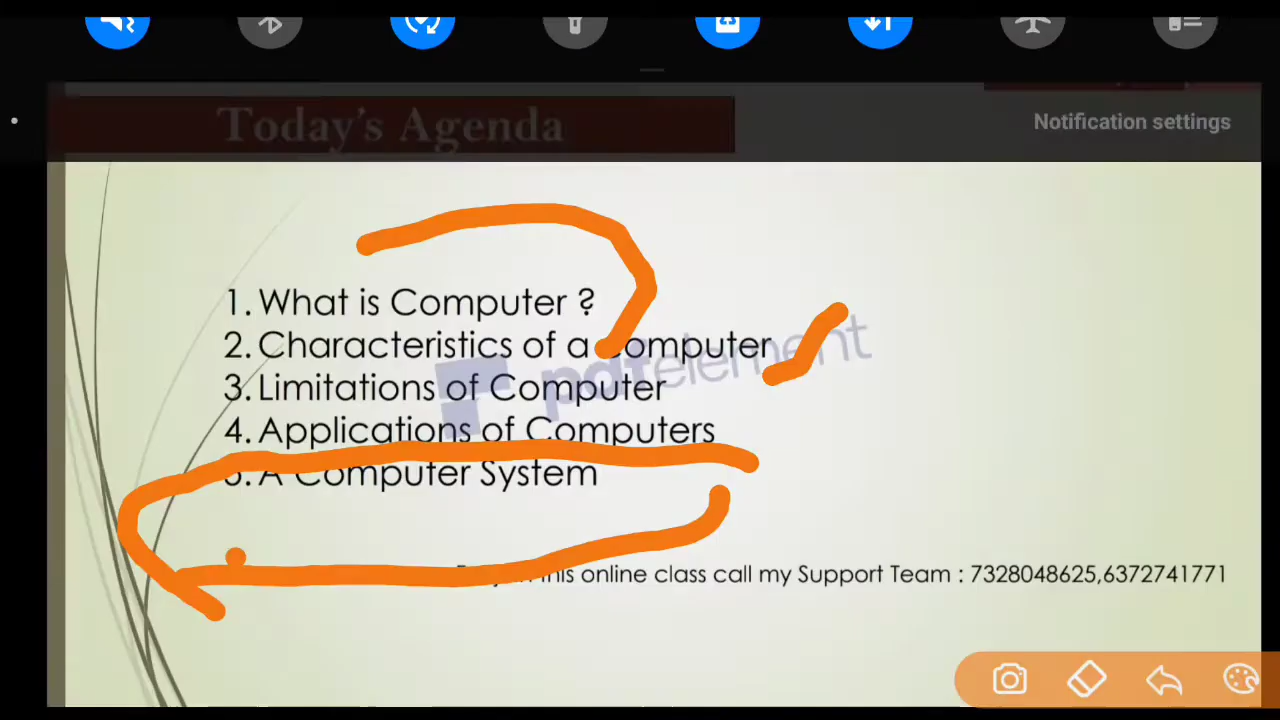 Today's Agenda
Notification settings
1. What is Computer ?
2. Characteristics of a Computer
3. Limitations of Computer
4. Applications of Computers
5. A Computer System
pdfelement
this online class call my Support Team : 7328048625,6372741771